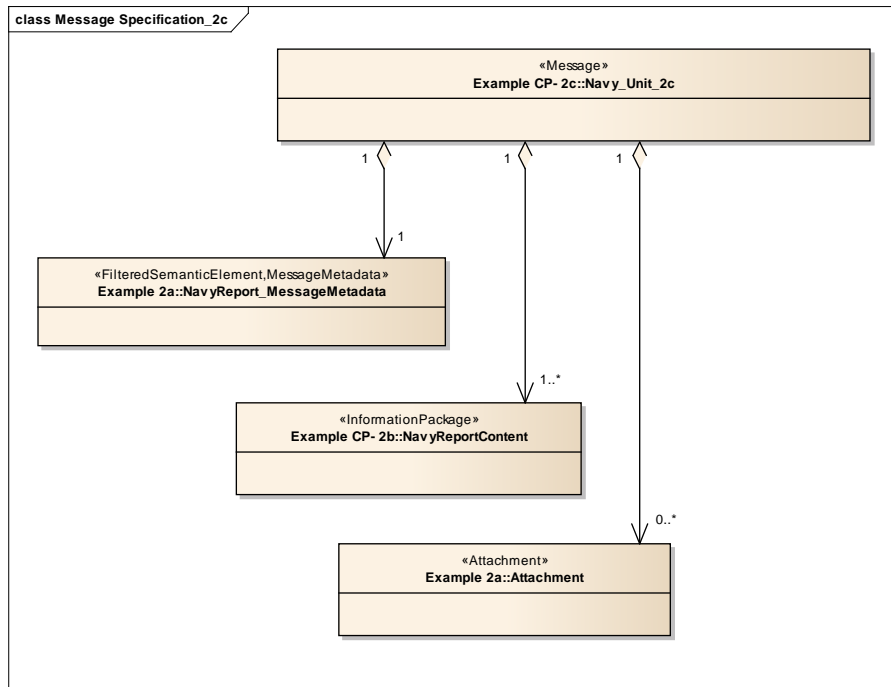 class Message Specification_2c
«Message»
Example CP- 2c::Navy_Unit_2c
1
1
1
1
«FilteredSemanticElement,MessageMetadata»
Example 2a::NavyReport_MessageMetadata
1..*
«InformationPackage»
Example CP- 2b::NavyReportContent
0..*
«Attachment»
Example 2a::Attachment